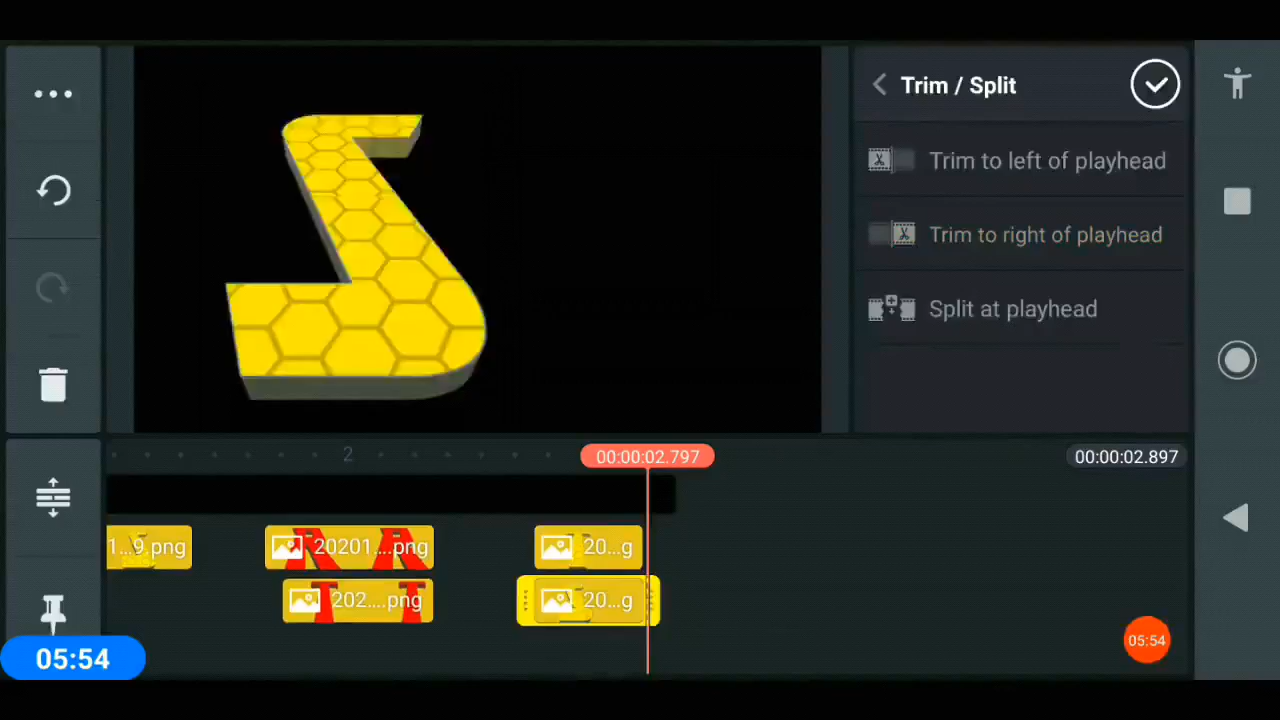 Trim / Split
Trim to left of playhead
Trim to right of playhead
Split at playhead
2
00:00:02.797
00:00:02.897
1...9 png
20201....png
20...g
202....png
20...g
05:54
05:54